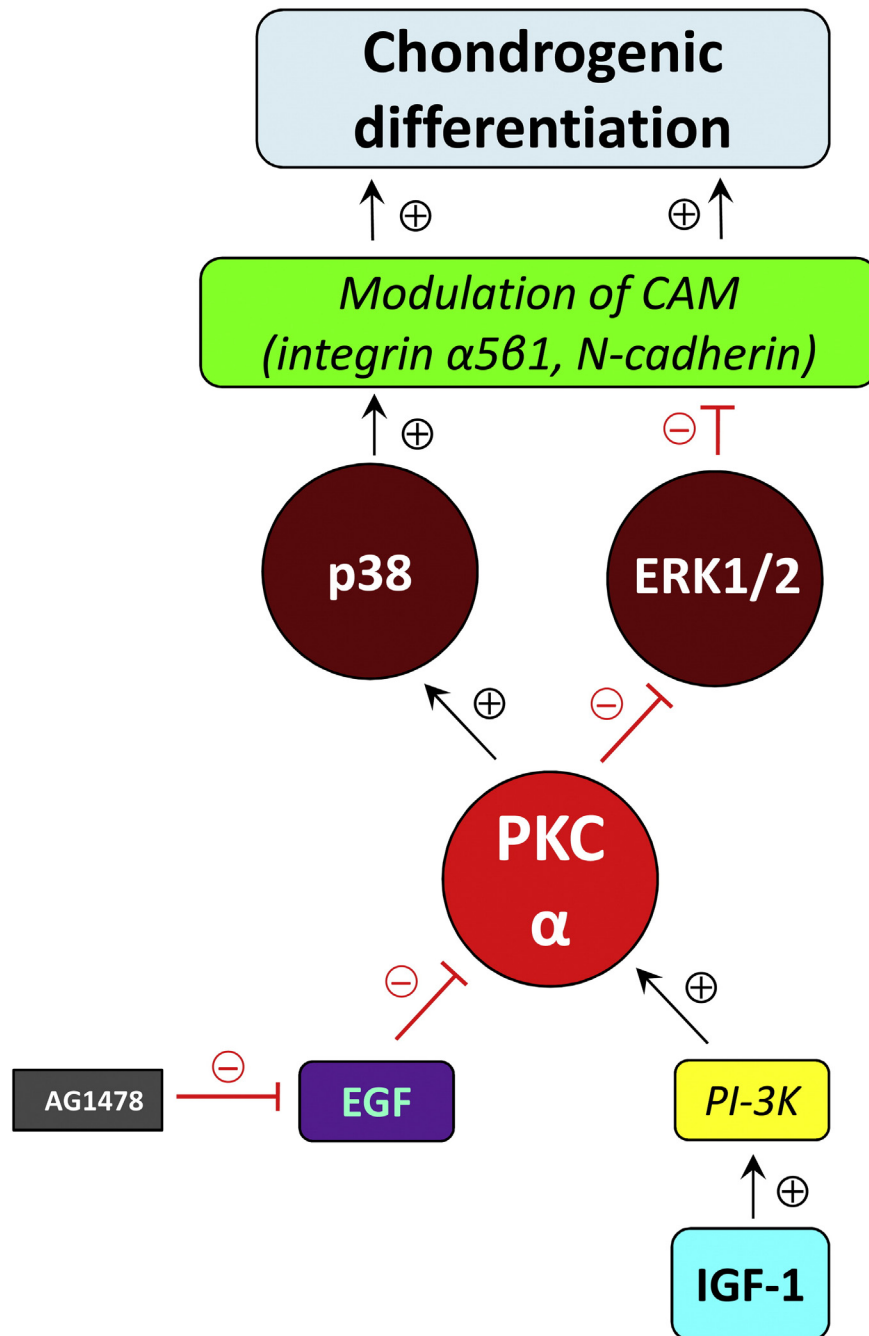 Chondrogenic
differentiation
⊕ ⊕
Modulation of CAM
(integrin α5β1, N-cadherin)
⊕ ⊖
p38
ERK1/2
⊕ ⊖
PKC
α
⊖ ⊕
⊖
AG1478
EGF
PI-3K
⊕
IGF-1